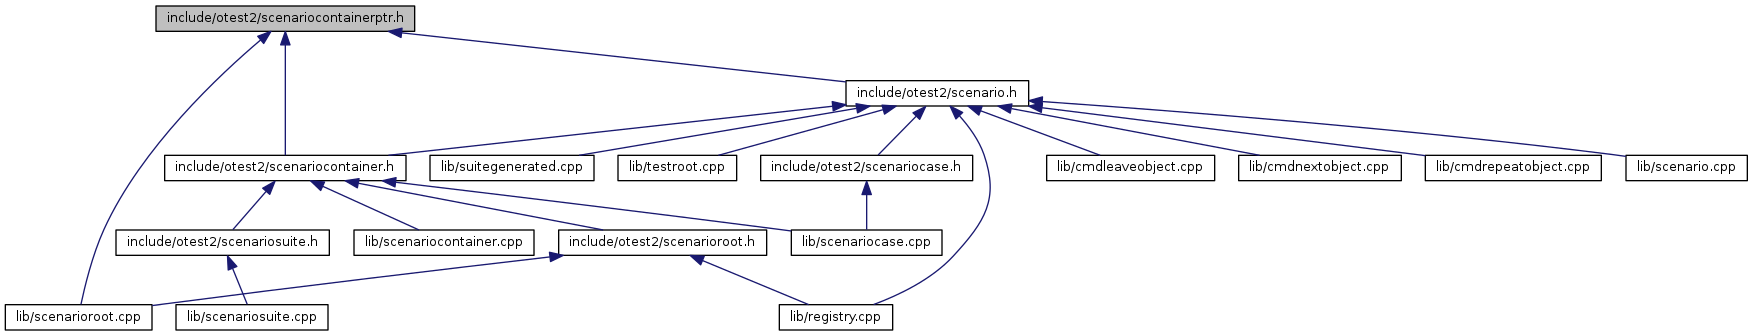 include/otest2/scenariocontainerptr.h
include/otest2/scenario.h
include/otest2/scenariocontainer.h
lib/suitegenerated.cpp
lib/testroot.cpp
include/otest2/scenariocase.h
lib/cmdleaveobject.cpp
lib/cmdnextobject.cpp
lib/cmdrepeatobject.cpp
lib/scenario.cpp
include/otest2/scenariosuite.h
lib/scenariocontainer.cpp
include/otest2/scenarioroot.h
lib/scenariocase.cpp
lib/scenarioroot.cpp
lib/scenariosuite.cpp
lib/registry.cpp